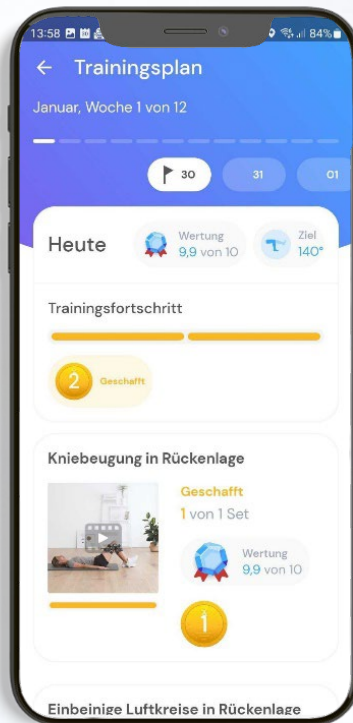 13:58 84%
← Trainingsplan
Januar, Woche 1 von 12
30 31 01
Heute
Wertung
9,9 von 10
Ziel
140°
Trainingsfortschritt
2 Geschafft
Kniebeugung in Rückenlage
Geschafft
1 von 1 Set
Wertung
9,9 von 10
1
Einbeinige Luftkreise in Rückenlage